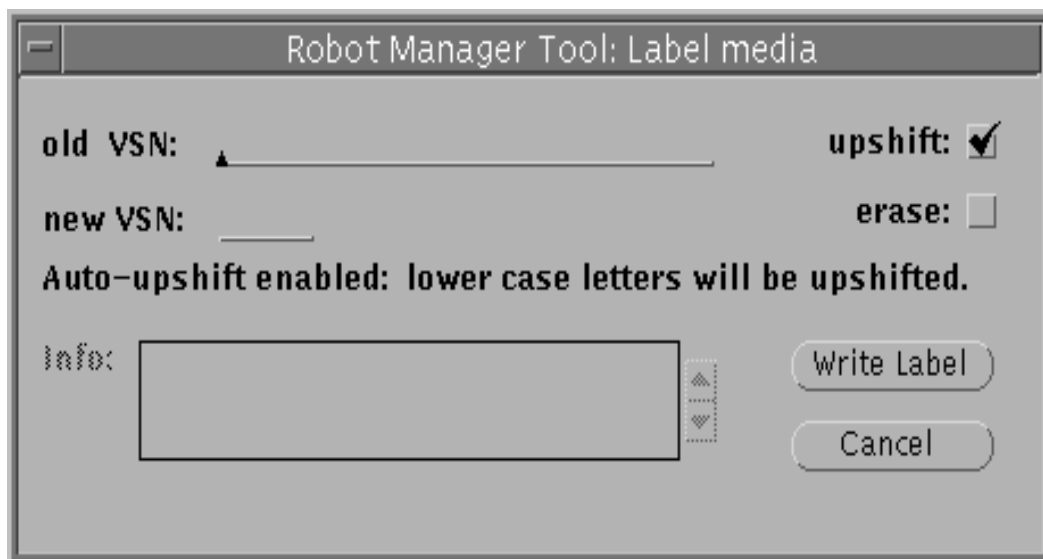 Robot Manager Tool: Label media
old VSN:
upshift:
new VSN:
erase:
Auto-upshift enabled: lower case letters will be upshifted.
Info:
Write Label
Cancel